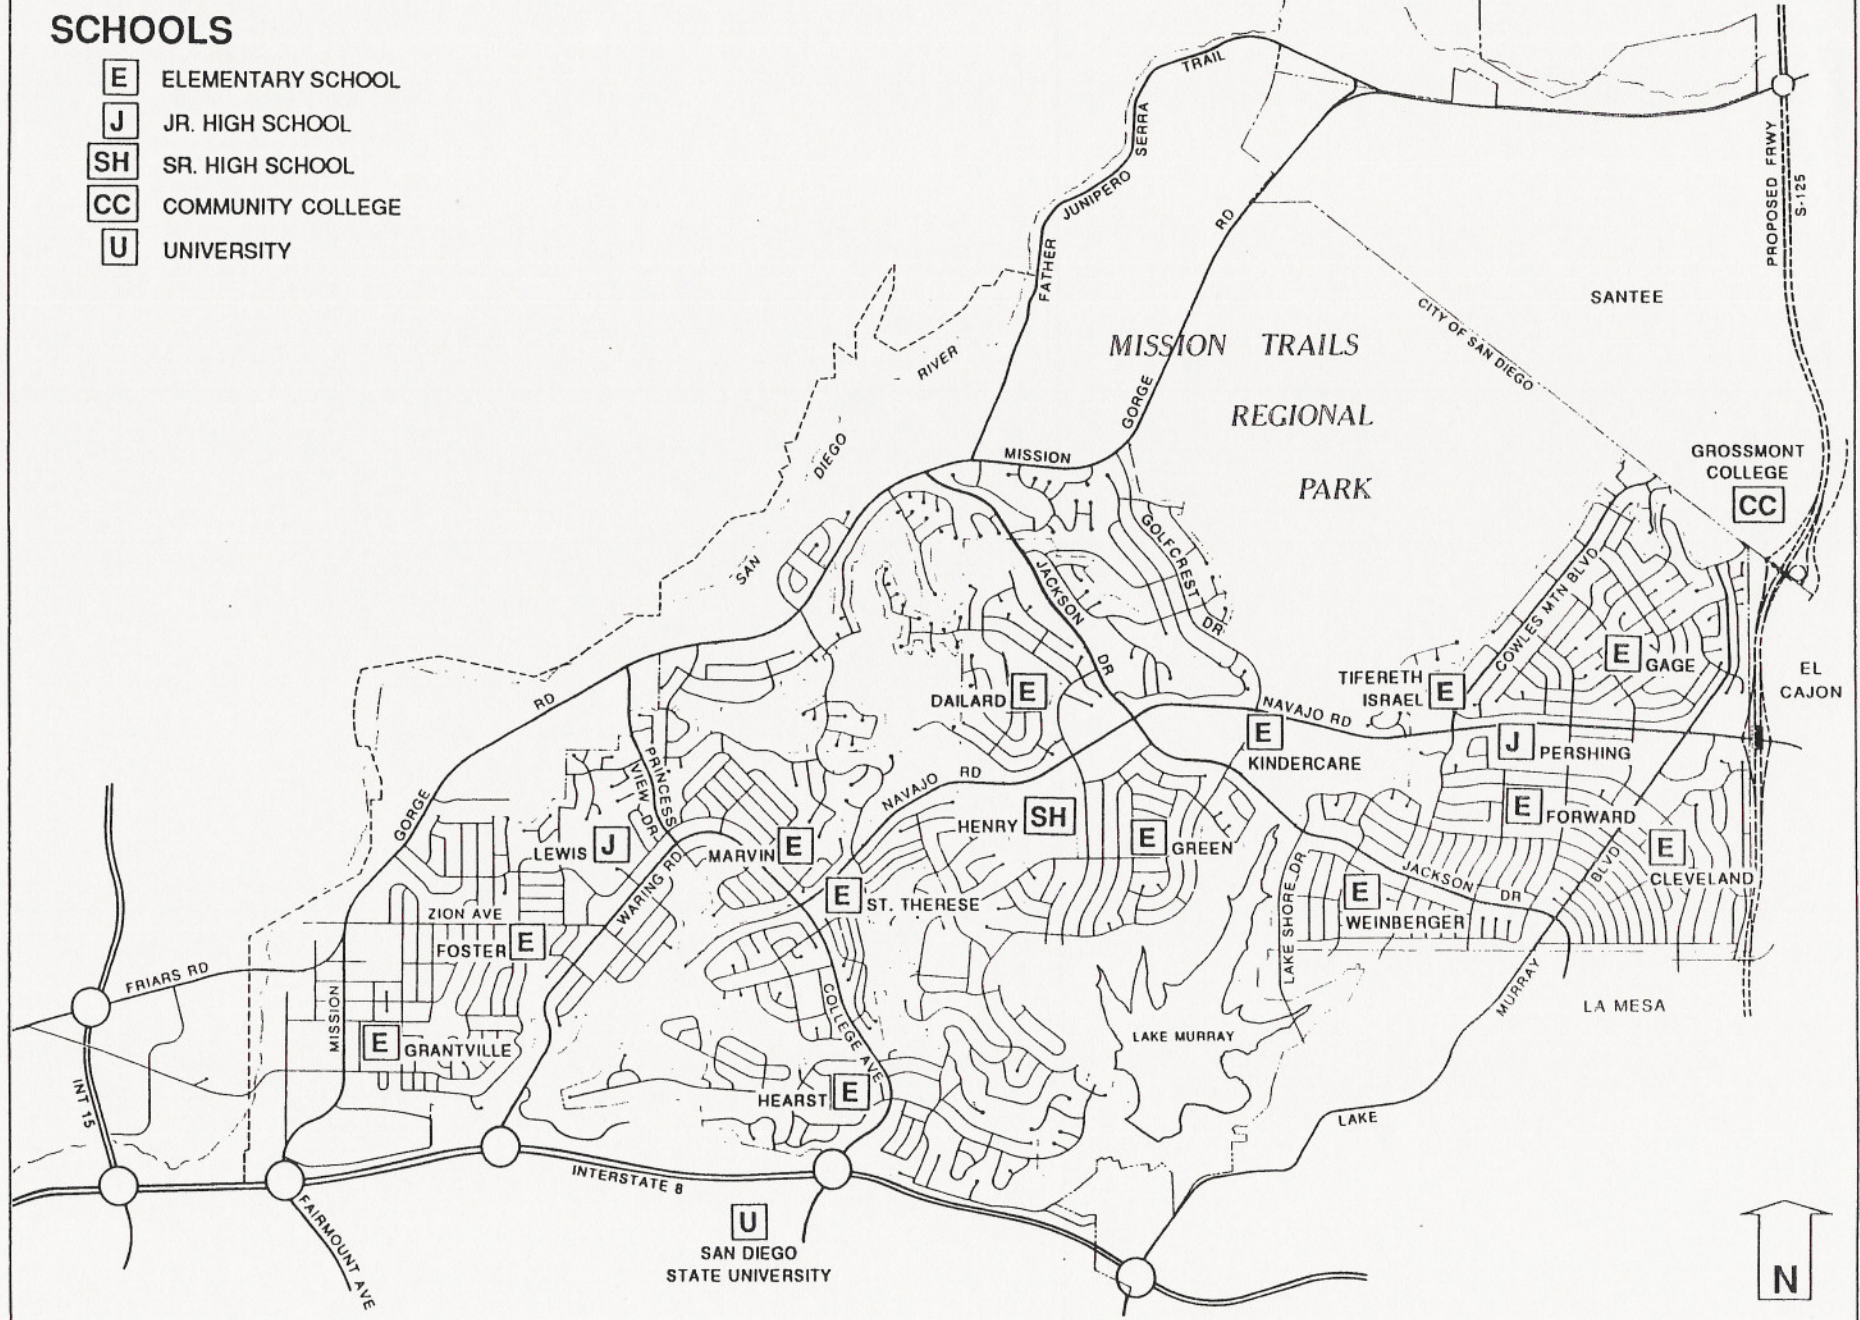 SCHOOLS
E ELEMENTARY SCHOOL
J JR. HIGH SCHOOL
SH SR. HIGH SCHOOL
CC COMMUNITY COLLEGE
U UNIVERSITY
TRAIL
SERRA
JUNIPERO
FATHER
RD
PROPOSED FRWY
S-125
SANTEE
CITY OF SAN DIEGO
MISSION TRAILS
REGIONAL
PARK
RIVER
DIEGO
SAN
GORGE
MISSION
GROSSMONT
COLLEGE
CC
GOLFCREST
DR
JACKSON
DR
COWLES MTN BLVD
E GAGE
EL
CAJON
TIFERETH
ISRAEL E
DAILARD E
NAVAJO RD
E
KINDERCARE
J PERSHING
RD
GORGE
PRINCESS
VIEW DR
NAVAJO RD
HENRY SH
E GREEN
E FORWARD
E
CLEVELAND
BLVD
LEWIS J
MARVIN E
WARING RD
E ST. THERESE
LAKE SHORE DR
JACKSON DR
E
WEINBERGER
ZION AVE
FOSTER E
FRIARS RD
MISSION
COLLEGE AVE
MURRAY
LA MESA
LAKE MURRAY
E GRANTVILLE
HEARST E
INT 15
LAKE
INTERSTATE 8
FAIRMOUNT AVE
U
SAN DIEGO
STATE UNIVERSITY
N